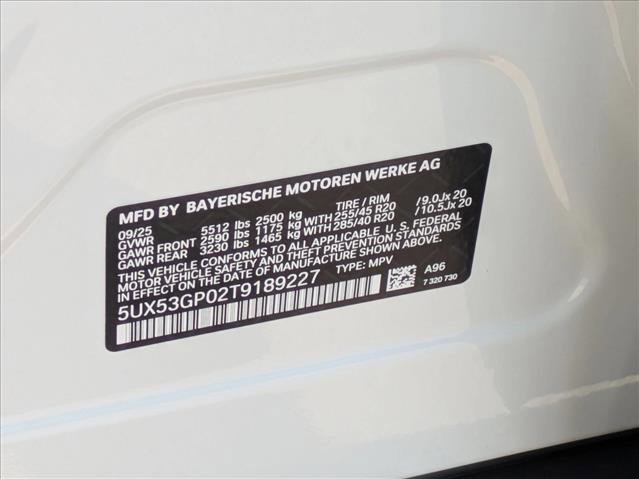 MFD BY BAYERISCHE MOTOREN WERKE AG
09/25 5512 lbs 2500 kg TIRE / RIM
GVWR
GAWR FRONT 2590 lbs 1175 kg WITH 255/45 R20 /9.0Jx 20
GAWR REAR 3230 lbs 1465 kg WITH 285/40 R20 /10.5Jx 20
THIS VEHICLE CONFORMS TO ALL APPLICABLE U.S. FEDERAL
MOTOR VEHICLE SAFETY AND THEFT PREVENTION STANDARDS
IN EFFECT ON THE DATE OF MANUFACTURE SHOWN ABOVE.
5UX53GP02T9189227 TYPE: MPV A96
7 320 730